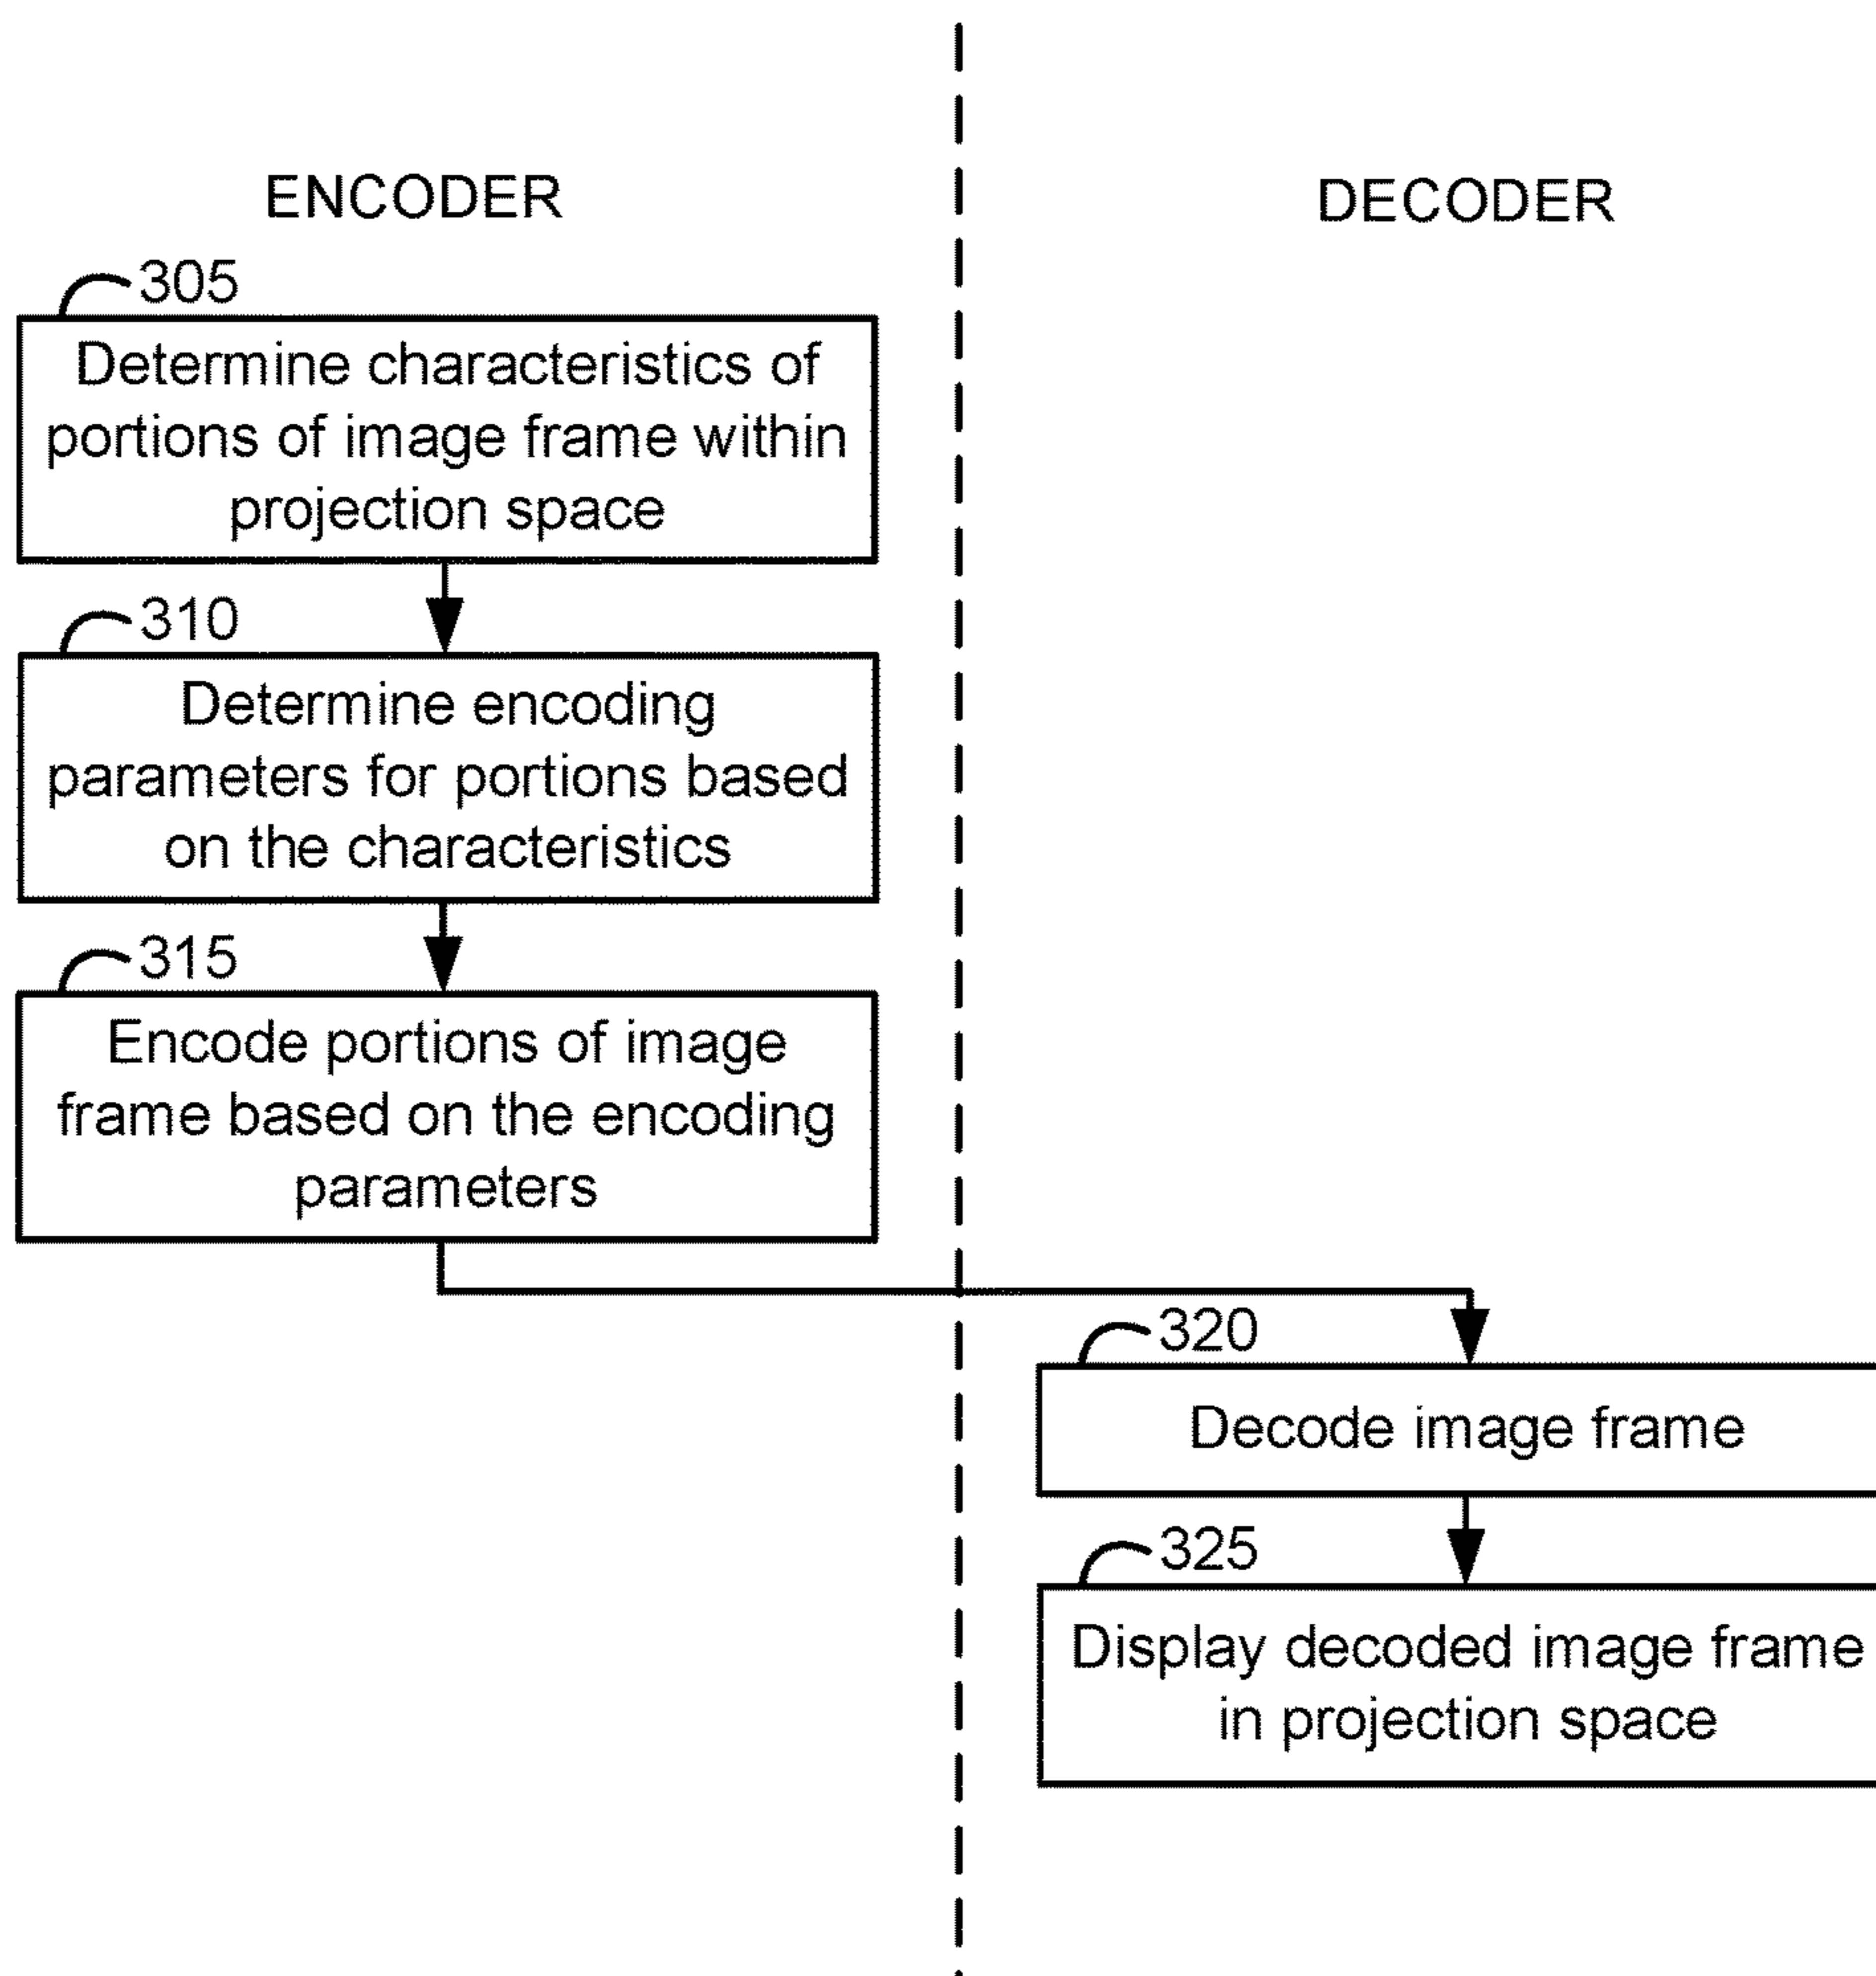 ENCODER
305
Determine characteristics of
portions of image frame within
projection space
310
Determine encoding
parameters for portions based
on the characteristics
315
Encode portions of image
frame based on the encoding
parameters
DECODER
320
Decode image frame
325
Display decoded image frame
in projection space